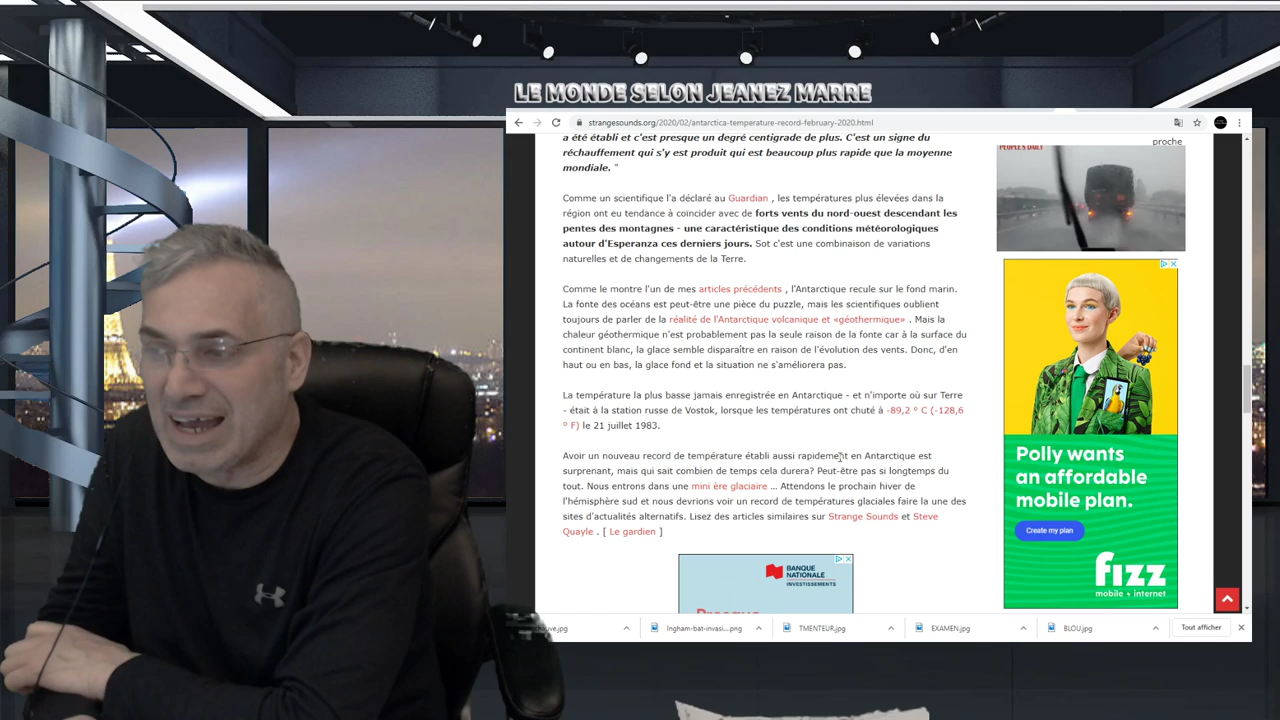 LE MONDE SELON JEANEZ MARRE
strangesounds.org/2020/02/antarctica-temperature-record-february-2020.html
a été établi et c'est presque un degré centigrade de plus. C'est un signe du
réchauffement qui s'y est produit qui est beaucoup plus rapide que la moyenne
mondiale. "
Comme un scientifique l'a déclaré au Guardian , les températures plus élevées dans la
région ont eu tendance à coïncider avec de forts vents du nord-ouest descendant les
pentes des montagnes - une caractéristique des conditions météorologiques
autour d'Esperanza ces derniers jours. Sot c'est une combinaison de variations
naturelles et de changements de la Terre.
Comme le montre l'un de mes articles précédents , l'Antarctique recule sur le fond marin.
La fonte des océans est peut-être une pièce du puzzle, mais les scientifiques oublient
toujours de parler de la réalité de l'Antarctique volcanique et «géothermique» . Mais la
chaleur géothermique n'est probablement pas la seule raison de la fonte car à la surface du
continent blanc, la glace semble disparaître en raison de l'évolution des vents. Donc, d'en
haut ou en bas, la glace fond et la situation ne s'améliorera pas.
La température la plus basse jamais enregistrée en Antarctique - et n'importe où sur Terre
- était à la station russe de Vostok, lorsque les températures ont chuté à -89,2 ° C (-128,6
° F) le 21 juillet 1983.
Avoir un nouveau record de température établi aussi rapidement en Antarctique est
surprenant, mais qui sait combien de temps cela durera? Peut-être pas si longtemps du
tout. Nous entrons dans une mini ère glaciaire ... Attendons le prochain hiver de
l'hémisphère sud et nous devrions voir un record de températures glaciales faire la une des
sites d'actualités alternatifs. Lisez des articles similaires sur Strange Sounds et Steve
Quayle . [ Le gardien ]
BANQUE
NATIONALE
INVESTISSEMENTS
proche
PEOPLE'S DAILY
Polly wants
an affordable
mobile plan.
Create my plan
fizz
mobile + internet
Ingham-bat-invasi....png
TMENTEUR.jpg
EXAMEN.jpg
BLOU.jpg
Tout afficher